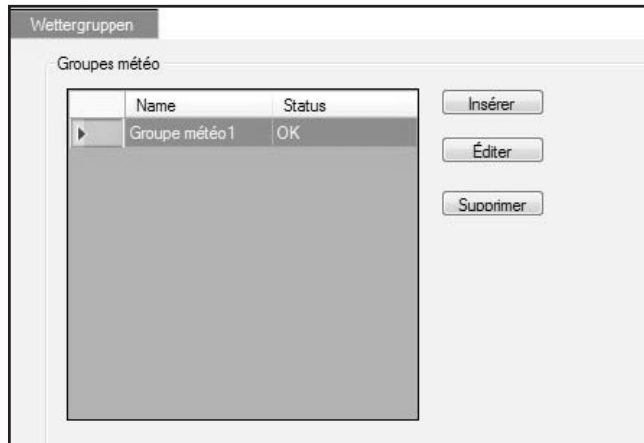 Wettergruppen
Groupes météo
Name Status
Groupe météo1 OK
Insérer
Éditer
Supprimer